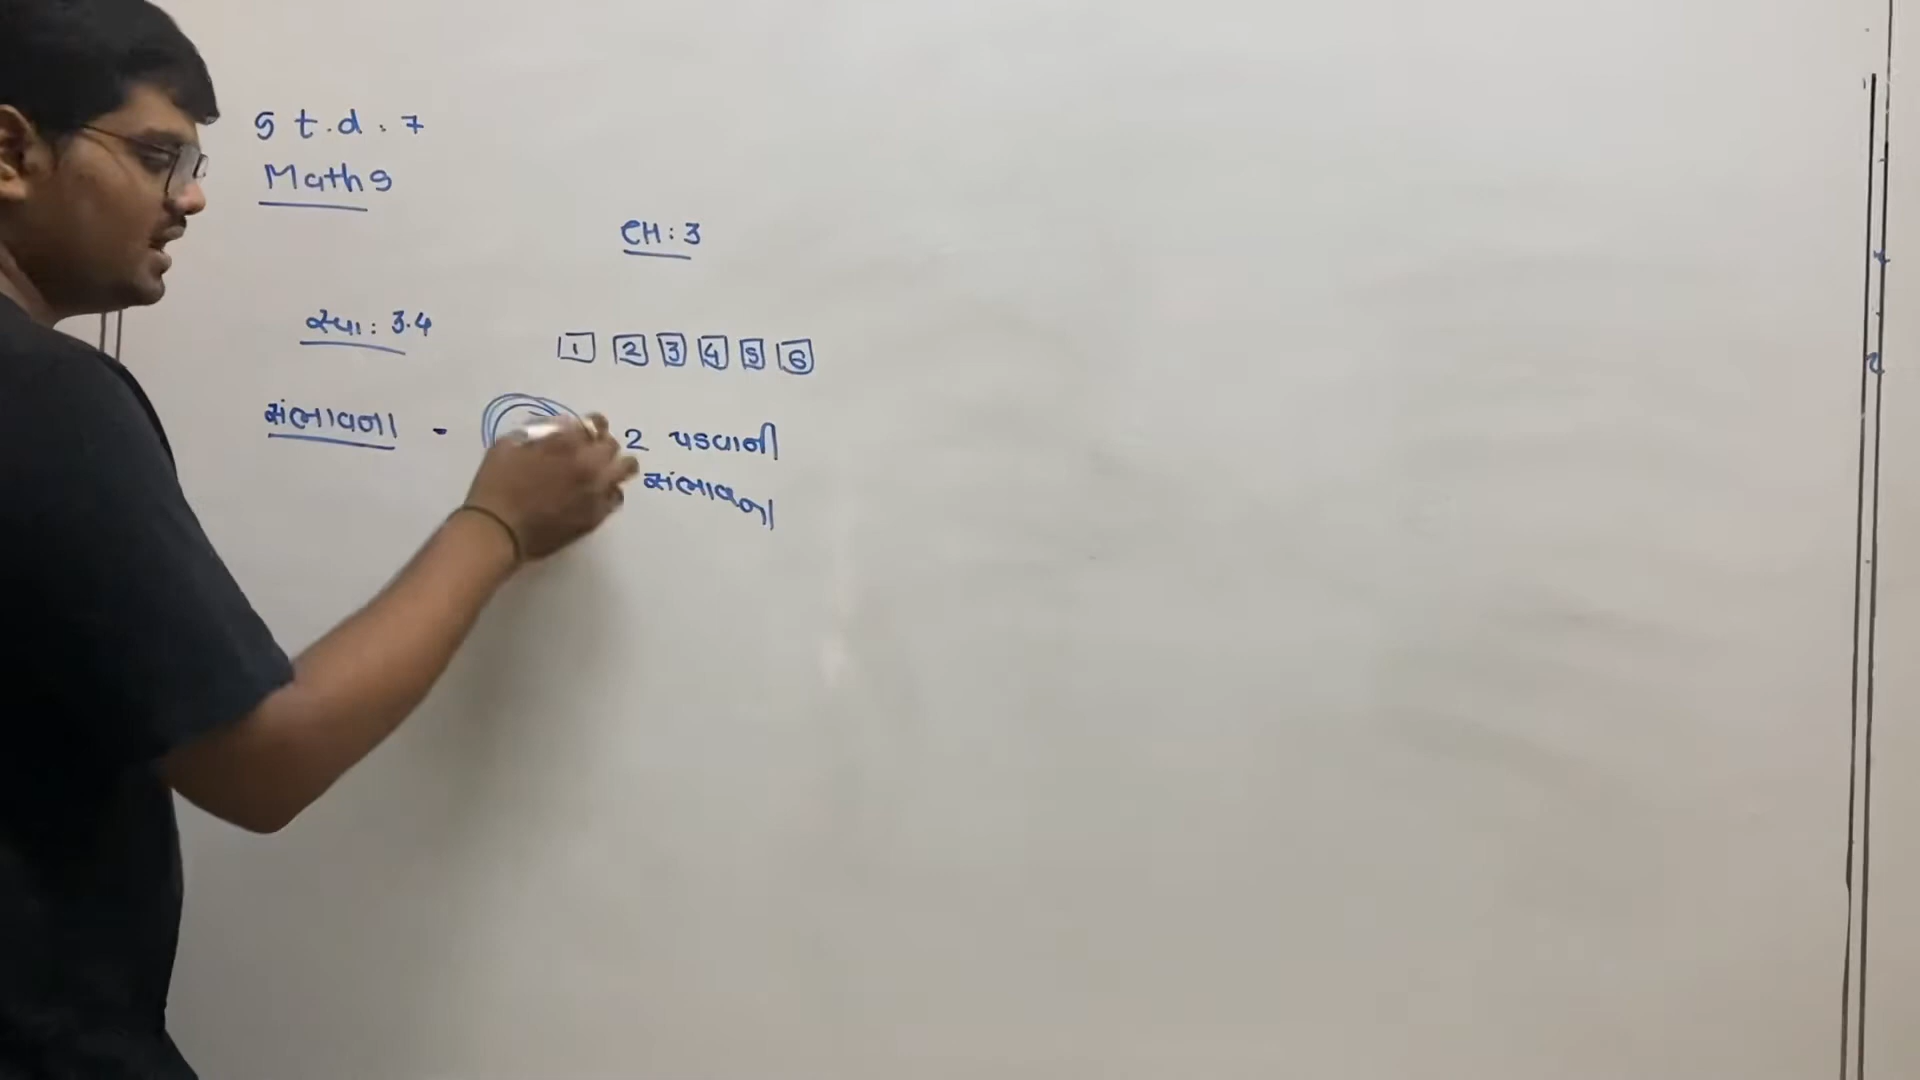 Std. 7
Maths
CH: 3
સ્વા: 3.4
1 2 3 4 5 6
સંભાવના - 2 પડવાની
સંભાવના